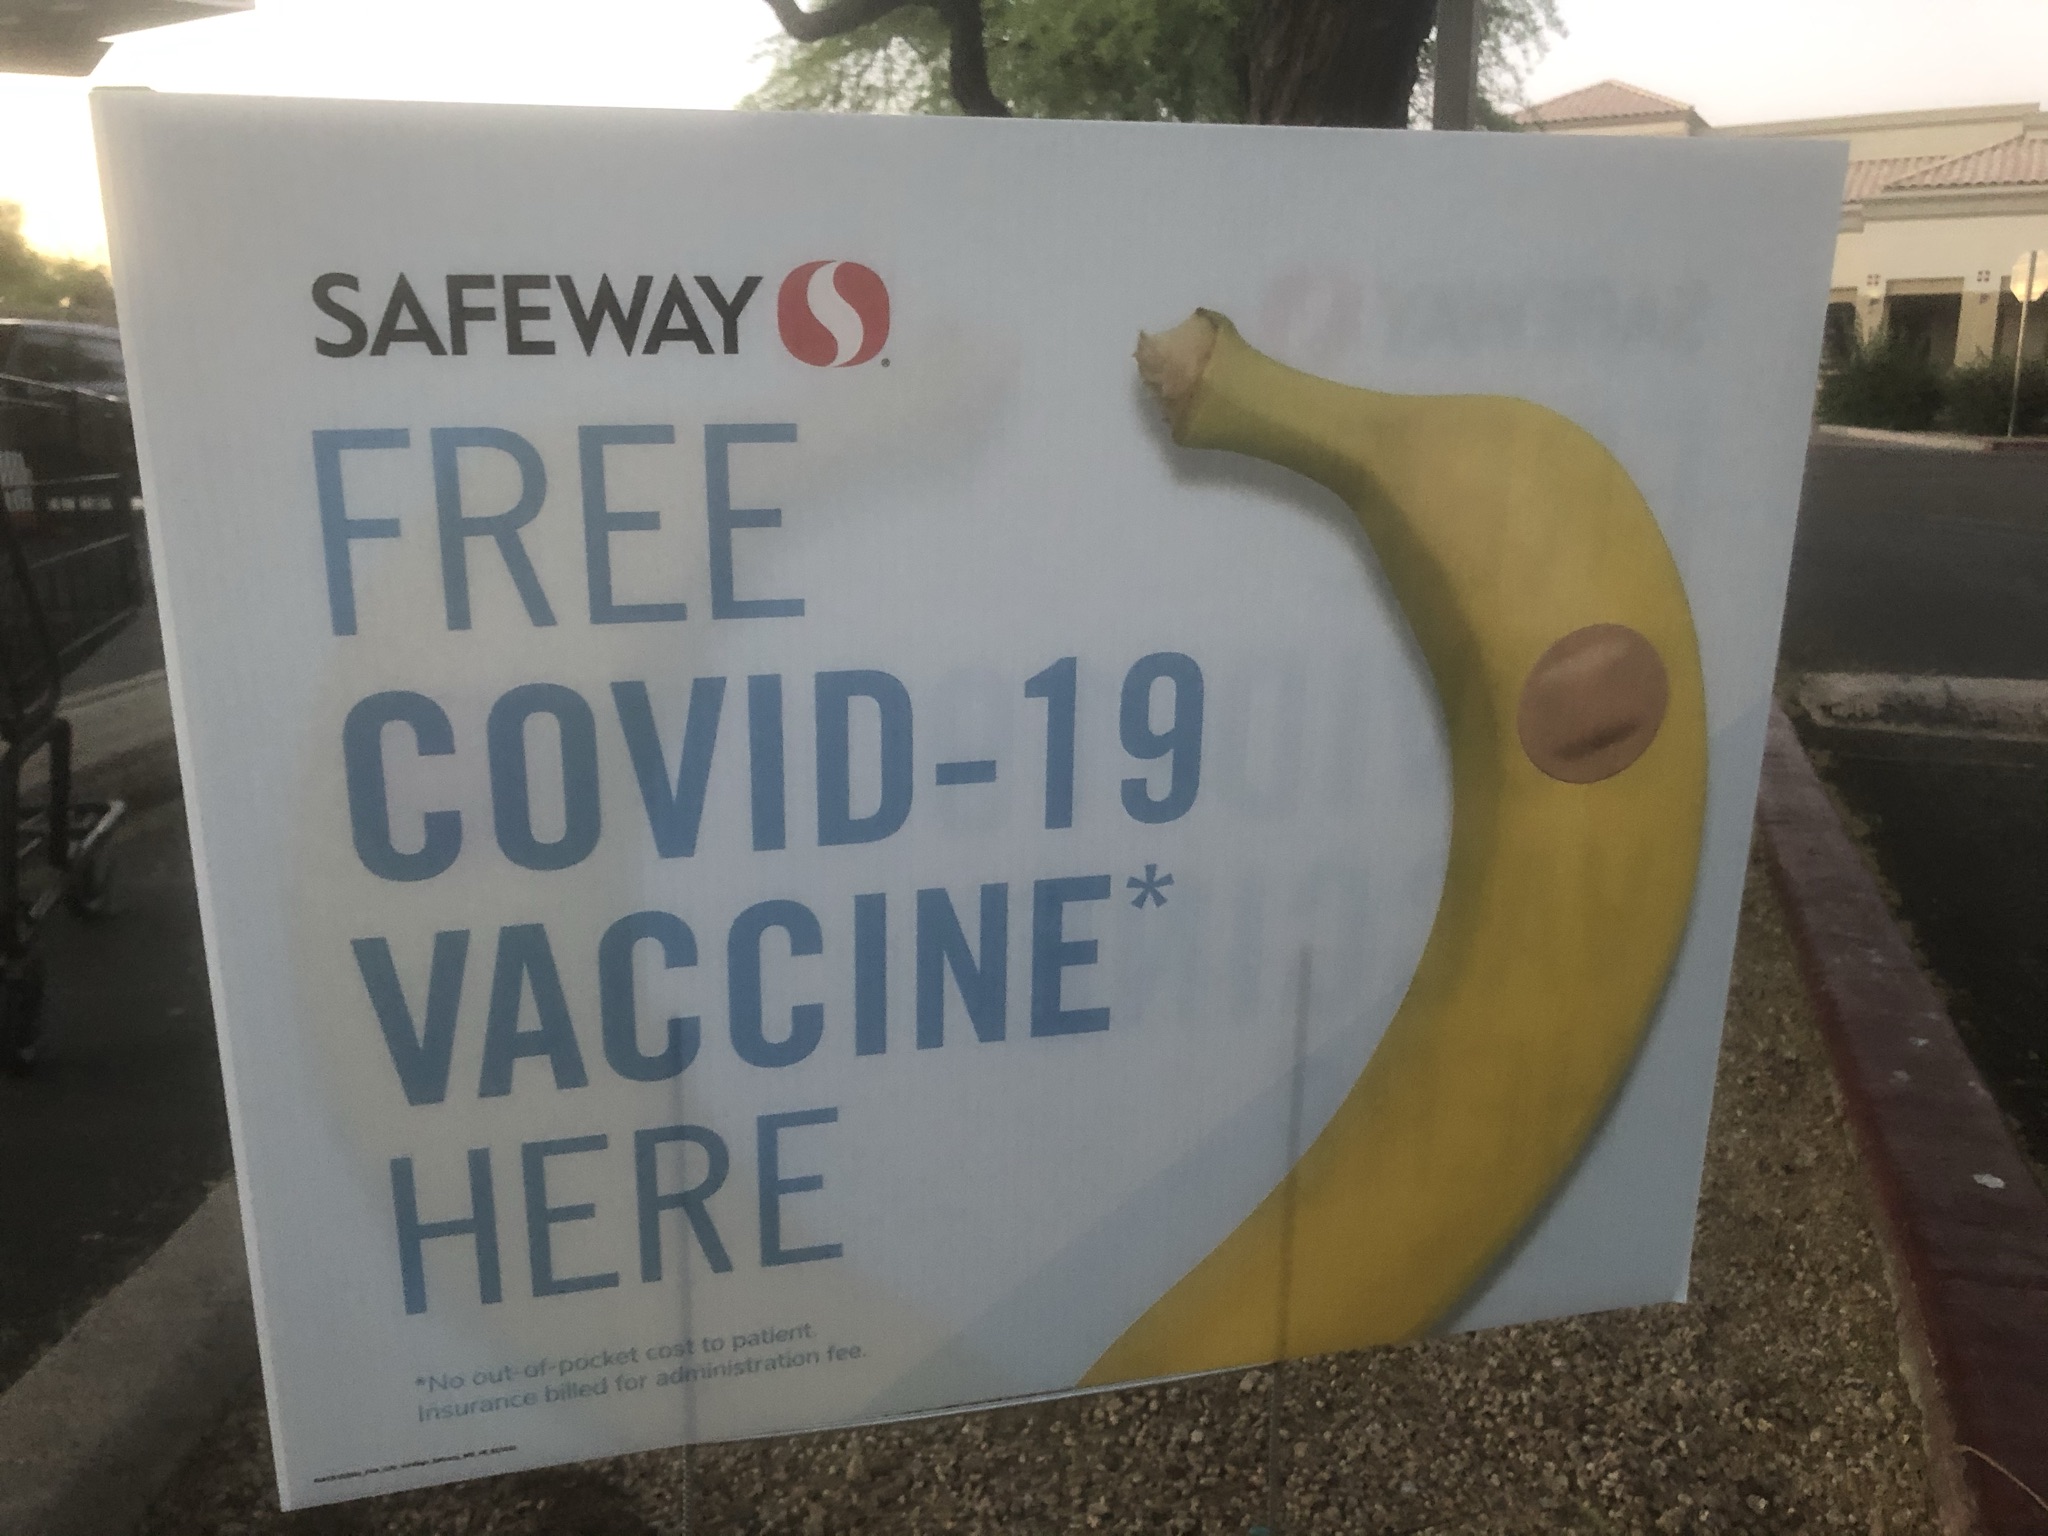 SAFEWAY
FREE
COVID-19
VACCINE*
HERE
*No out-of-pocket cost to patient.
Insurance billed for administration fee.